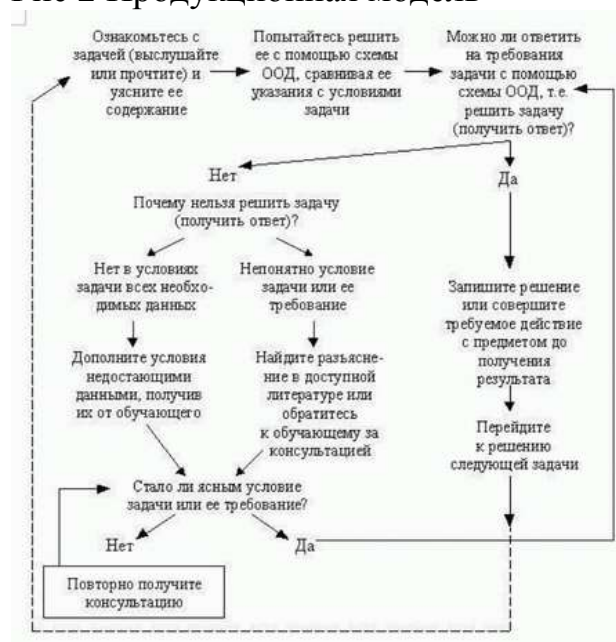 Рис 2 Продукционная модель
Ознакомьтесь с
задачей (выслушайте
или прочтите) и
уясните ее
содержание
Попытайтесь решить
ее с помощью схемы
ООД, сравнивая ее
указания с условиями
задачи
Можно ли ответить
на требования
задачи с помощью
схемы ООД, т.е.
решить задачу
(получить ответ)?
Нет
Да
Почему нельзя решить задачу
(получить ответ)?
Нет в условиях
задачи всех необхо-
димых данных
Непонятно условие
задачи или ее
требование
Запишите решение
или совершите
требуемое действие
с предметом до
получения
результата
Дополните условия
недостающими
данными, получив
их от обучающего
Найдите разъясне-
ние в доступной
литературе или
обратитесь
к обучающему за
консультацией
Перейдите
к решению
следующей задачи
Стало ли ясным условие
задачи или ее требование?
Нет
Да
Повторно получите
консультацию